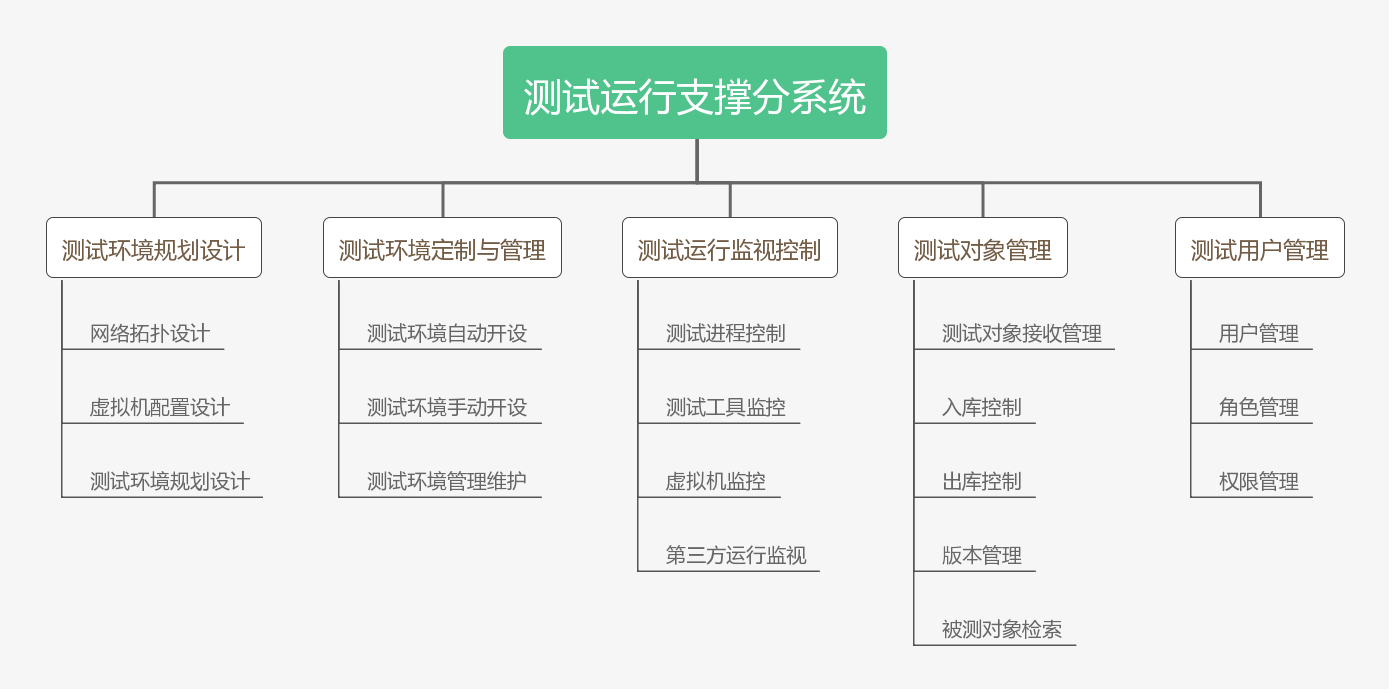 测试运行支撑分系统
测试环境规划设计
网络拓扑设计
虚拟机配置设计
测试环境规划设计
测试环境定制与管理
测试环境自动开设
测试环境手动开设
测试环境管理维护
测试运行监视控制
测试进程控制
测试工具监控
虚拟机监控
第三方运行监视
测试对象管理
测试对象接收管理
入库控制
出库控制
版本管理
被测对象检索
测试用户管理
用户管理
角色管理
权限管理